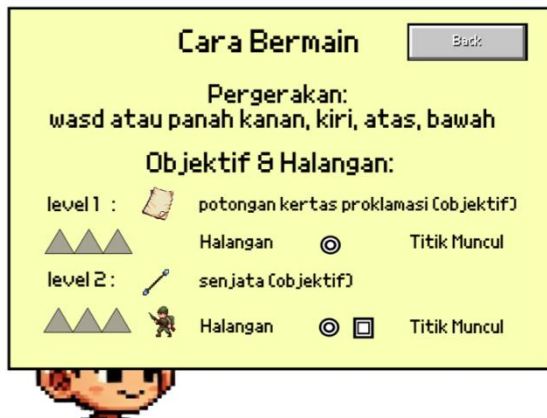 Cara Bermain
Back
Pergerakan:
wasd atau panah kanan, kiri, atas, bawah
Objektif & Halangan:
level 1 : potongan kertas proklamasi (objektif)
Halangan Titik Muncul
level 2 : senjata (objektif)
Halangan Titik Muncul